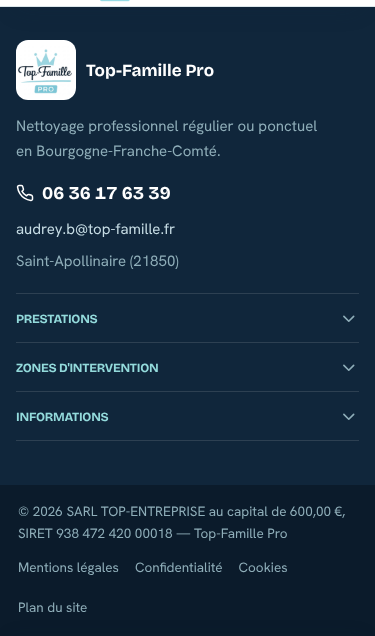 Top Famille
PRO
Top-Famille Pro
Nettoyage professionnel régulier ou ponctuel
en Bourgogne-Franche-Comté.
06 36 17 63 39
audrey.b@top-famille.fr
Saint-Apollinaire (21850)
PRESTATIONS
ZONES D'INTERVENTION
INFORMATIONS
© 2026 SARL TOP-ENTREPRISE au capital de 600,00 €,
SIRET 938 472 420 00018 — Top-Famille Pro
Mentions légales Confidentialité Cookies
Plan du site